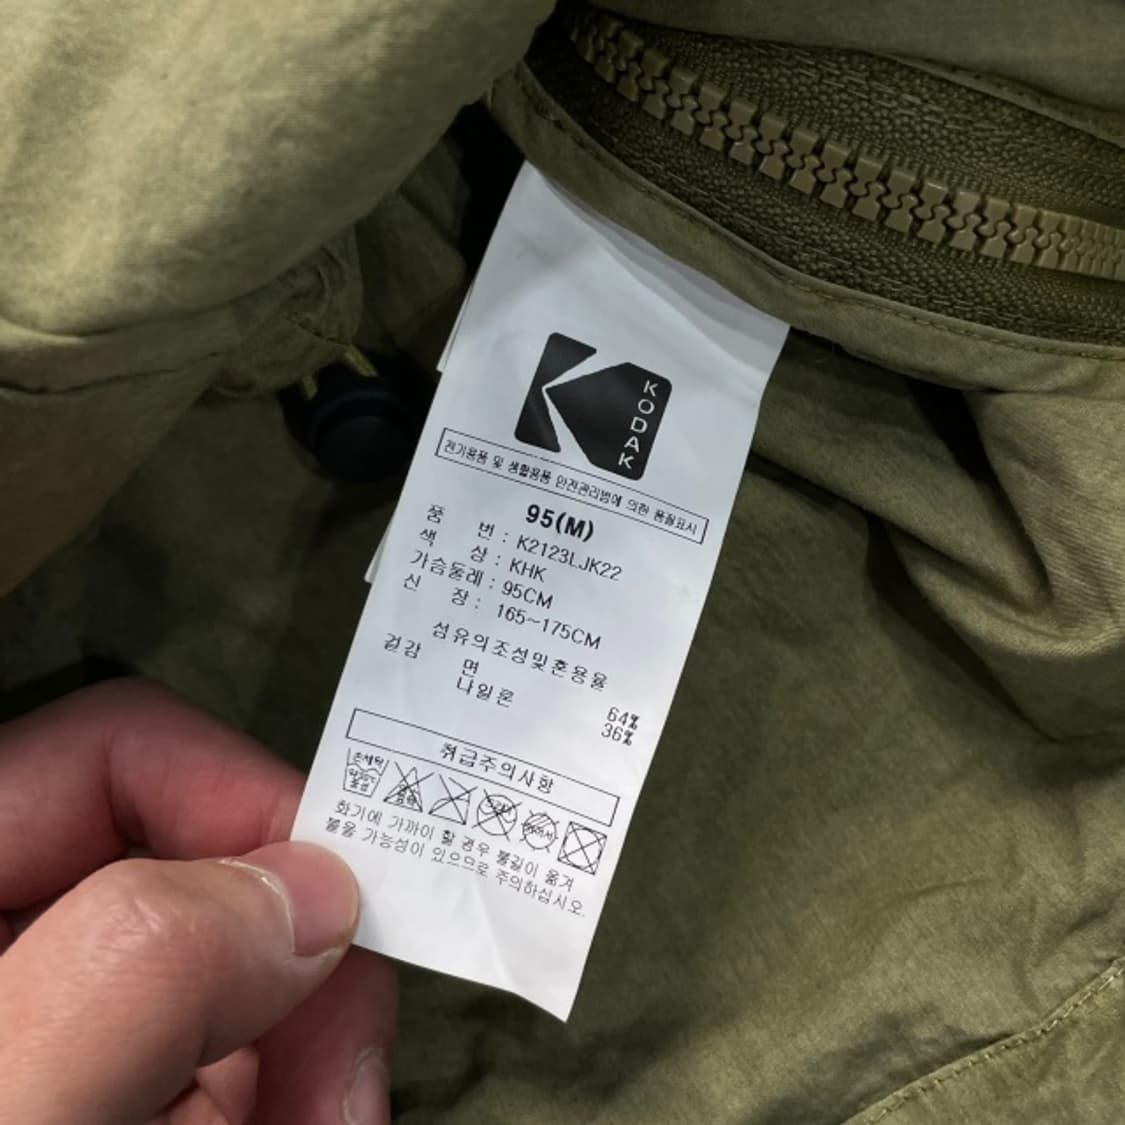 KODAK
전기용품 및 생활용품 안전관리법에 의한 품질표시
95(M)
품 번 : K2123LJK22
색 상 : KHK
가슴둘레 : 95CM
신 장 : 165~175CM
섬유의조성및혼용율
겉감 면 64%
나일론 36%
취급주의사항
손세탁
화기에 가까이 할 경우 불길이 옮겨
붙을 가능성이 있으므로 주의하십시오.